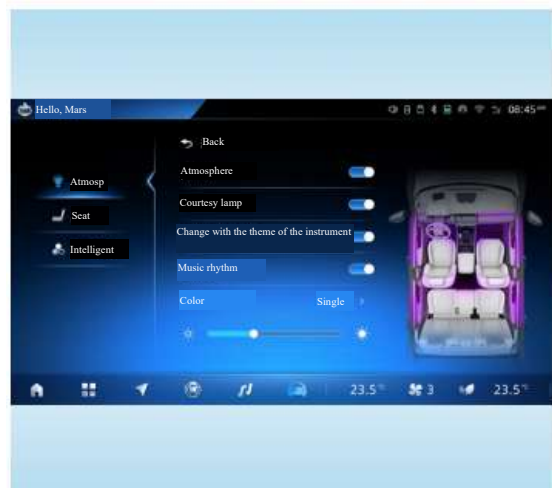 Hello, Mars
08:45
Back
Atmosp
Atmosphere
Seat
Courtesy lamp
Intelligent
Change with the theme of the instrument
Music rhythm
Color
Single
23.5°
3
23.5°